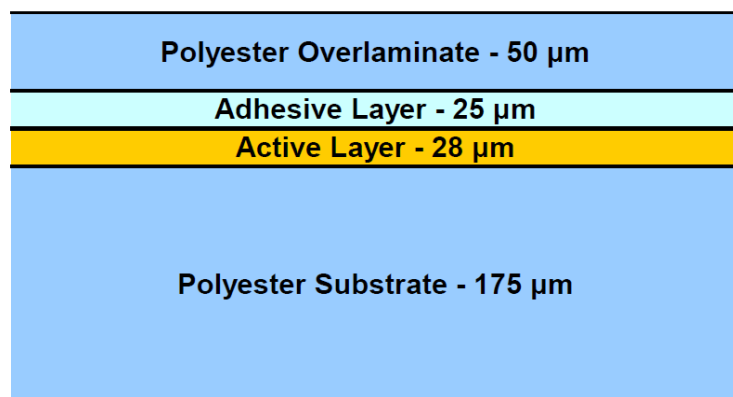 Polyester Overlaminate - 50 µm
Adhesive Layer - 25 µm
Active Layer - 28 µm
Polyester Substrate - 175 µm